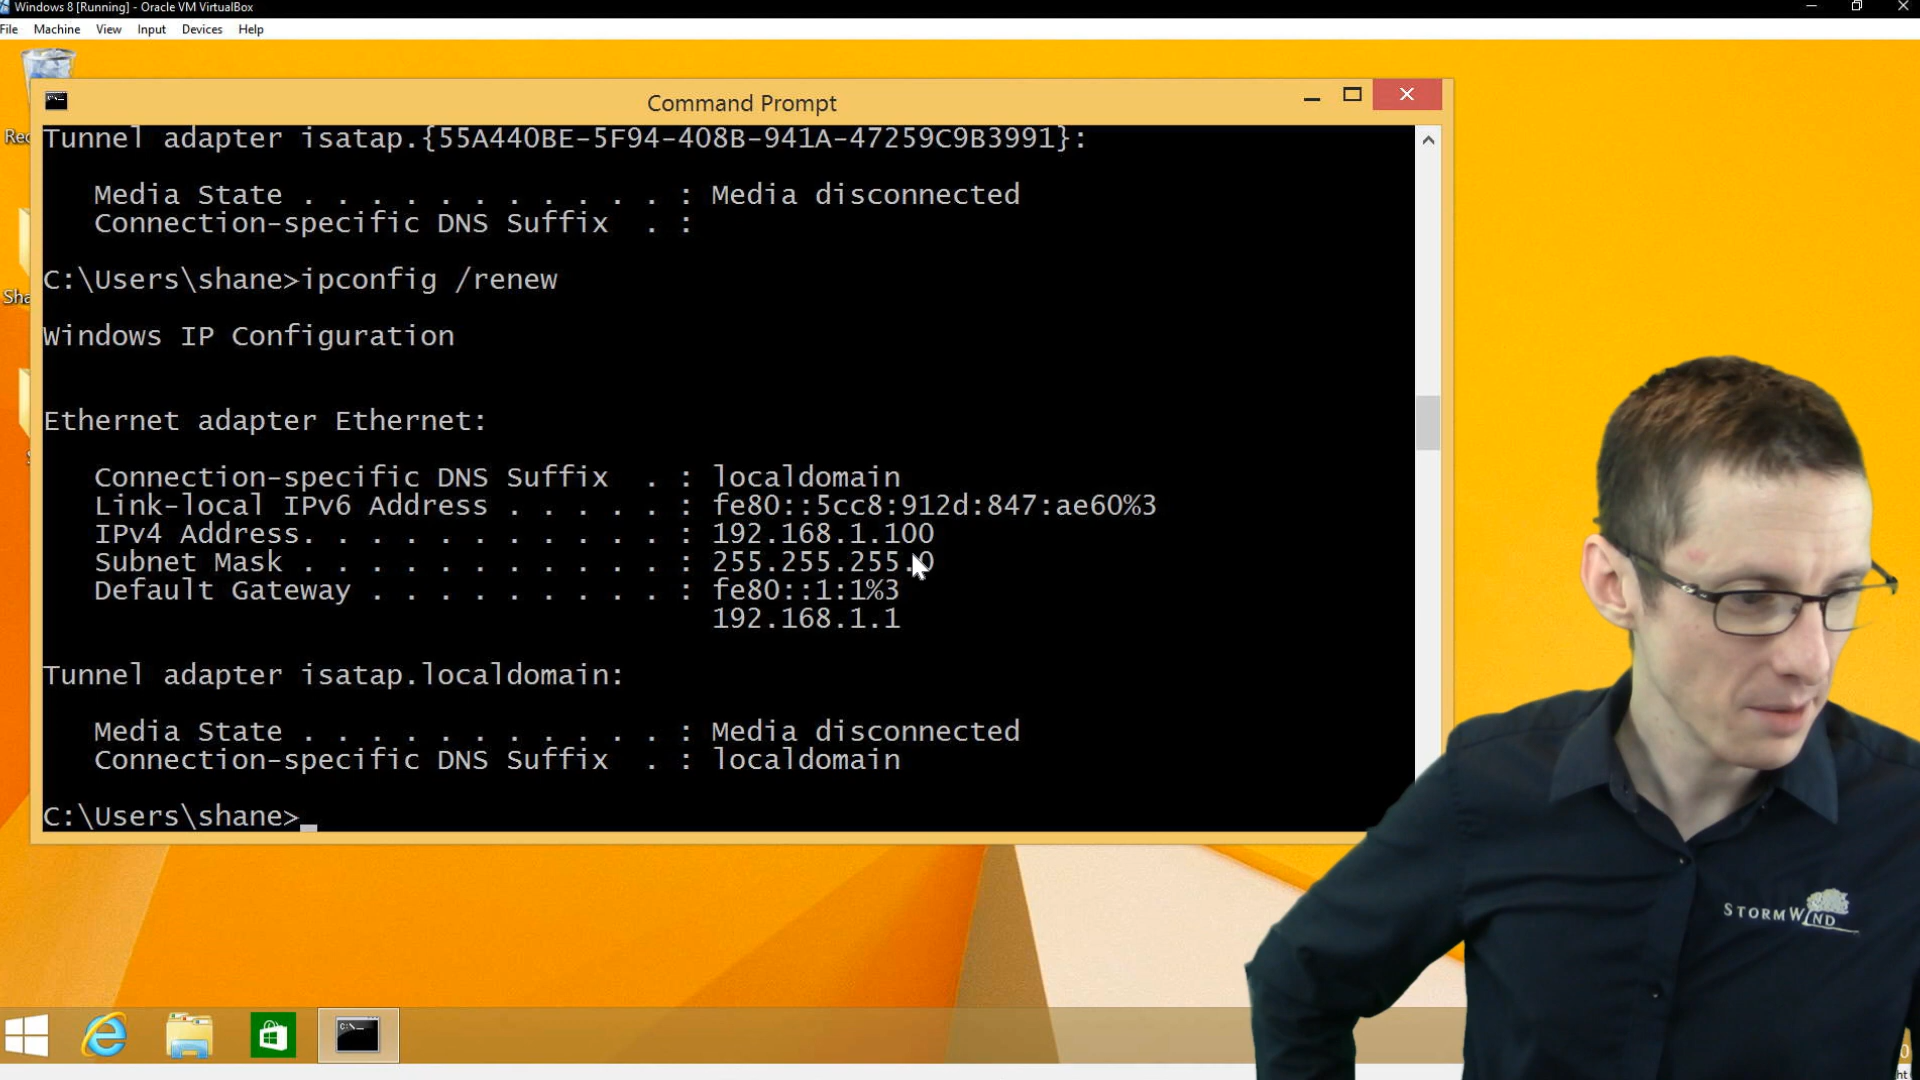 Windows 8 [Running] - Oracle VM VirtualBox
File Machine View Input Devices Help
Command Prompt
Tunnel adapter isatap.{55A440BE-5F94-408B-941A-47259C9B3991}:
Media State . . . . . . . . . . . : Media disconnected
Connection-specific DNS Suffix . :
C:\Users\shane>ipconfig /renew
Windows IP Configuration
Ethernet adapter Ethernet:
Connection-specific DNS Suffix . : localdomain
Link-local IPv6 Address . . . . . : fe80::5cc8:912d:847:ae60%3
IPv4 Address. . . . . . . . . . . : 192.168.1.100
Subnet Mask . . . . . . . . . . . : 255.255.255.0
Default Gateway . . . . . . . . . : fe80::1:1%3
192.168.1.1
Tunnel adapter isatap.localdomain:
Media State . . . . . . . . . . . : Media disconnected
Connection-specific DNS Suffix . : localdomain
C:\Users\shane>_
STORMWIND